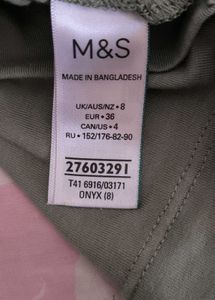 M&S
MADE IN BANGLADESH
UK/AUS/NZ • 8
EUR • 36
CAN/US • 4
RU • 152/176-82-90
27603291
T41 6916/03171
ONYX (8)